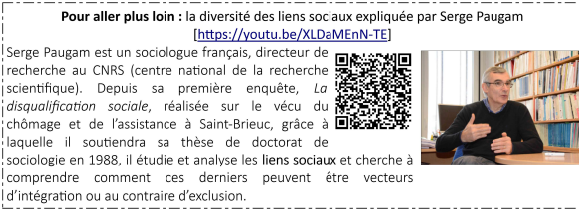 Pour aller plus loin : la diversité des liens sociaux expliquée par Serge Paugam
[https://youtu.be/XLDaMEnN-TE]
Serge Paugam est un sociologue français, directeur de
recherche au CNRS (centre national de la recherche
scientifique). Depuis sa première enquête, La
disqualification sociale, réalisée sur le vécu du
chômage et de l’assistance à Saint-Brieuc, grâce à
laquelle il soutiendra sa thèse de doctorat de
sociologie en 1988, il étudie et analyse les liens sociaux et cherche à
comprendre comment ces derniers peuvent être vecteurs
d’intégration ou au contraire d’exclusion.